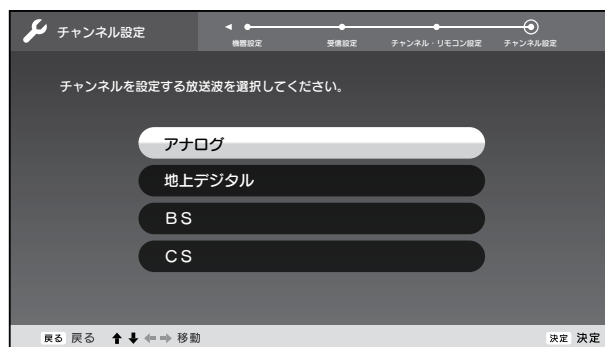 チャンネル設定
機器設定 受信設定 チャンネル・リモコン設定 チャンネル設定
チャンネルを設定する放送波を選択してください。
アナログ
地上デジタル
BS
CS
戻る 戻る 移動 決定 決定